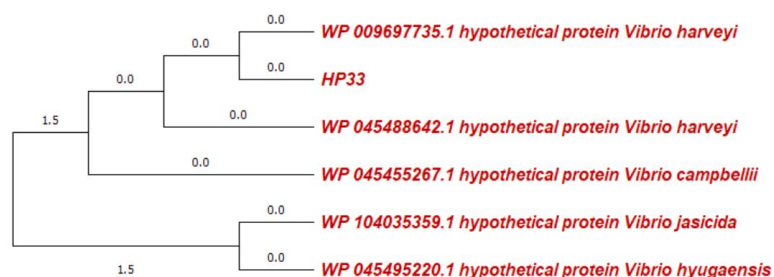 0.0
WP 009697735.1 hypothetical protein Vibrio harveyi
0.0
0.0
HP33
0.0
0.0
WP 045488642.1 hypothetical protein Vibrio harveyi
1.5
0.0
WP 045455267.1 hypothetical protein Vibrio campbellii
0.0
WP 104035359.1 hypothetical protein Vibrio jasicida
1.5
0.0
WP 045495220.1 hypothetical protein Vibrio hyugaensis